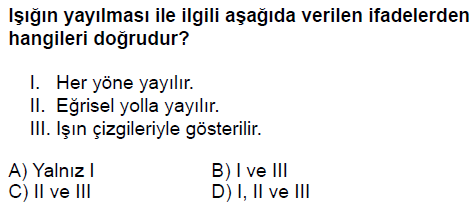 Işığın yayılması ile ilgili aşağıda verilen ifadelerden
hangileri doğrudur?
I. Her yöne yayılır.
II. Eğrisel yolla yayılır.
III. Işın çizgileriyle gösterilir.
A) Yalnız I B) I ve III
C) II ve III D) I, II ve III